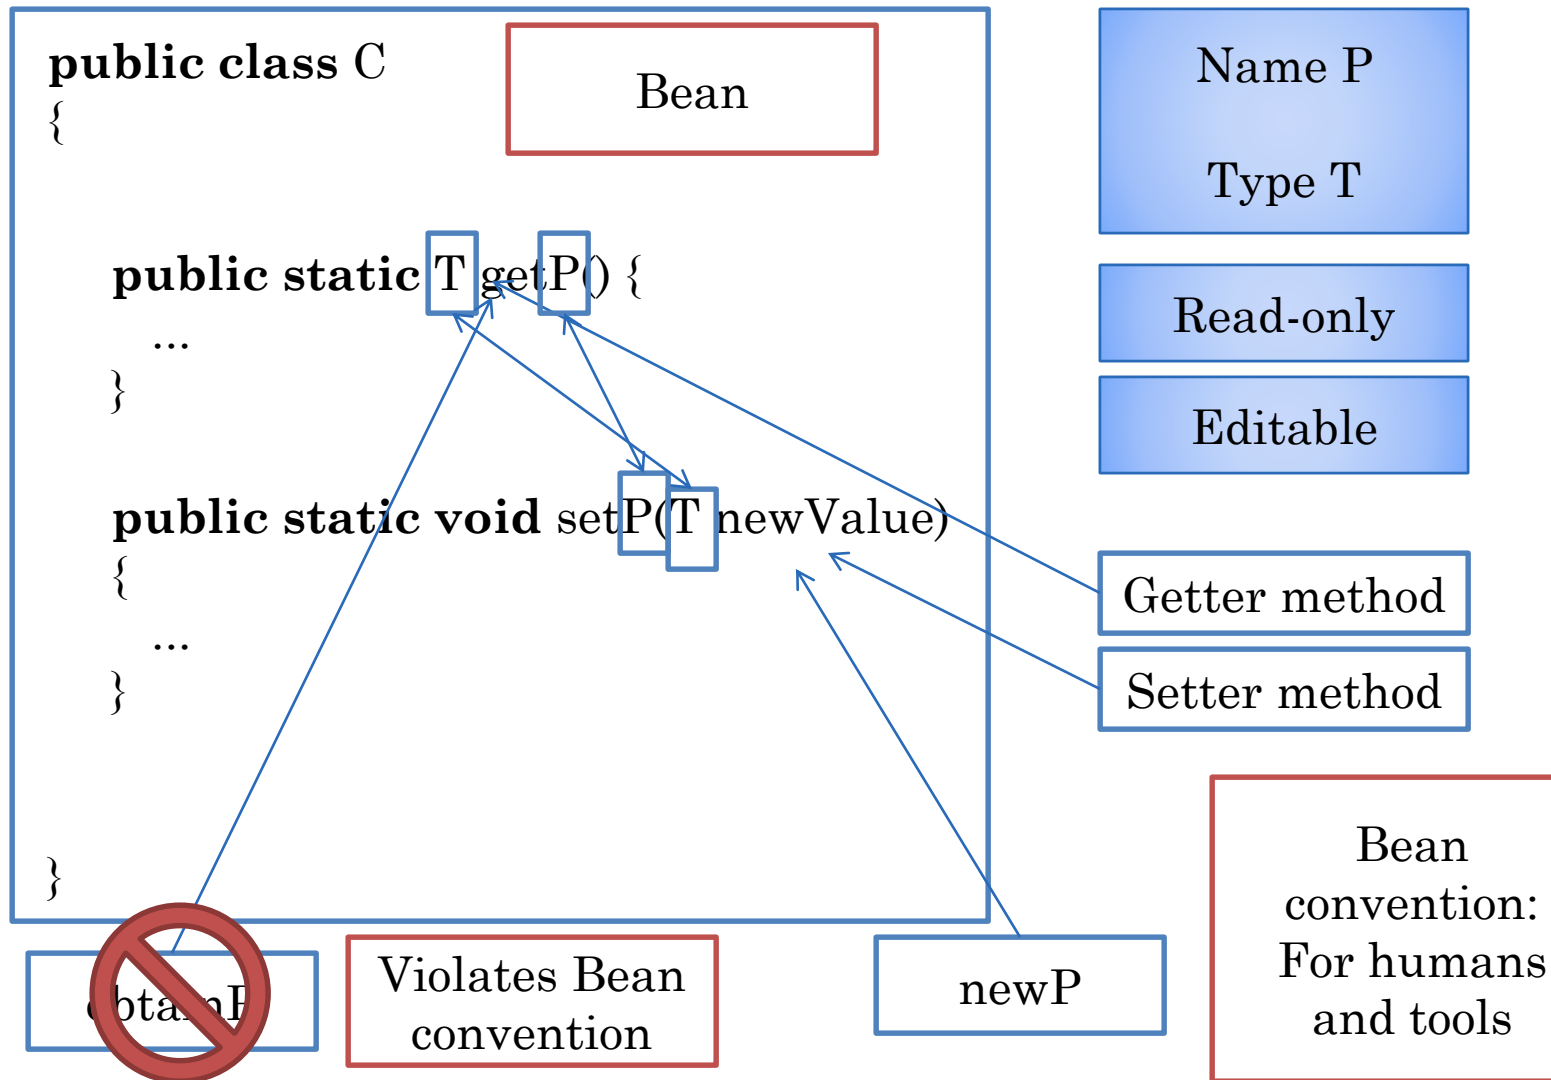 public class C
{
public static T getP() {
...
}
public static void setP(T newValue)
{
...
}
}
Bean
Name P
Type T
Read-only
Editable
Getter method
Setter method
obtainP
Violates Bean
convention
newP
Bean
convention:
For humans
and tools